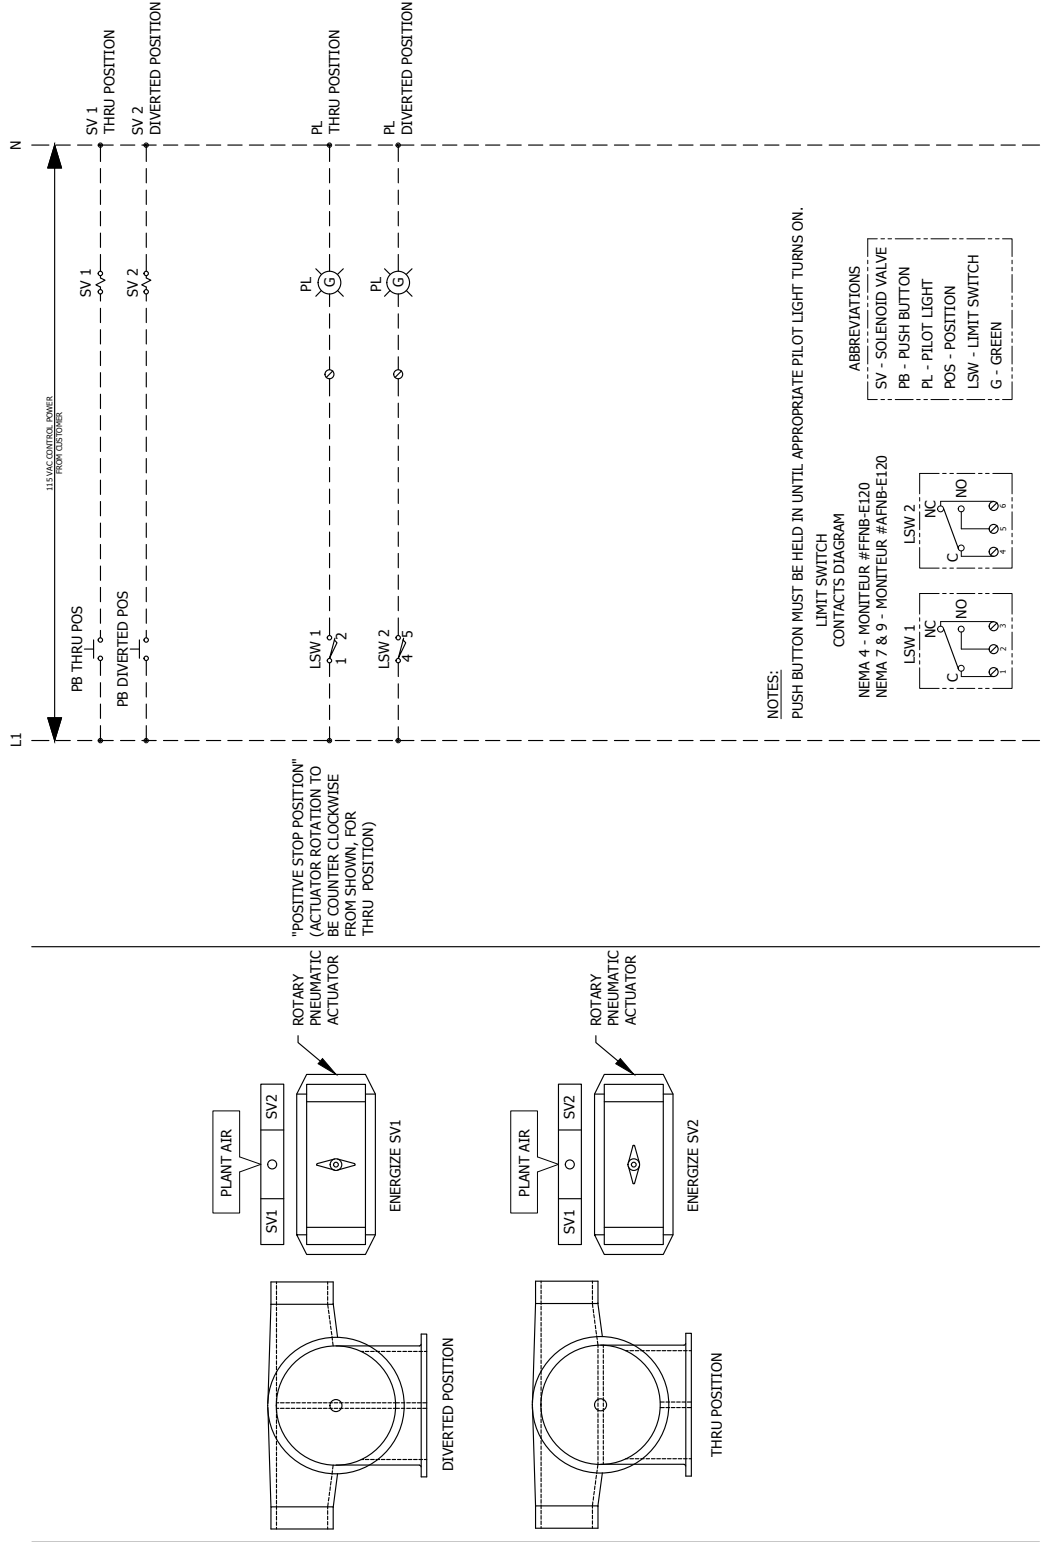 DIVERTED POSITION
PLANT AIR
SV1
SV2
ENERGIZE SV1
ROTARY
PNEUMATIC
ACTUATOR
"POSITIVE STOP POSITION"
(ACTUATOR ROTATION TO
BE COUNTER CLOCKWISE
FROM SHOWN, FOR
THRU POSITION)
THRU POSITION
PLANT AIR
SV1
SV2
ENERGIZE SV2
ROTARY
PNEUMATIC
ACTUATOR
L1
N
115 VAC CONTROL POWER
FROM CUSTOMER
PB THRU POS
SV 1
SV 1
THRU POSITION
PB DIVERTED POS
SV 2
SV 2
DIVERTED POSITION
LSW 1
1
2
PL
G
PL
THRU POSITION
LSW 2
4
5
PL
G
PL
DIVERTED POSITION
NOTES:
PUSH BUTTON MUST BE HELD IN UNTIL APPROPRIATE PILOT LIGHT TURNS ON.
LIMIT SWITCH
CONTACTS DIAGRAM
NEMA 4 - MONITEUR #FFNB-E120
NEMA 7 & 9 - MONITEUR #AFNB-E120
LSW 1
NC
C
NO
1
2
3
LSW 2
NC
C
NO
4
5
6
ABBREVIATIONS
SV - SOLENOID VALVE
PB - PUSH BUTTON
PL - PILOT LIGHT
POS - POSITION
LSW - LIMIT SWITCH
G - GREEN